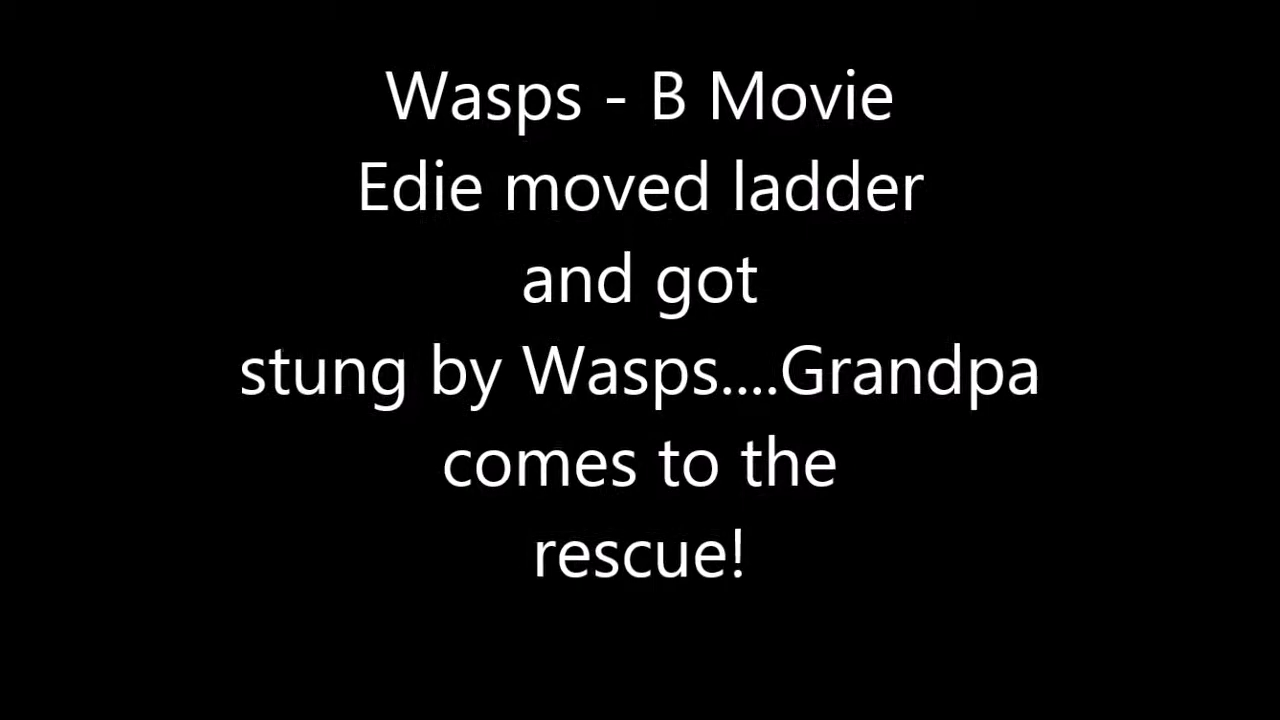 Wasps - B Movie
Edie moved ladder
and got
stung by Wasps....Grandpa
comes to the
rescue!